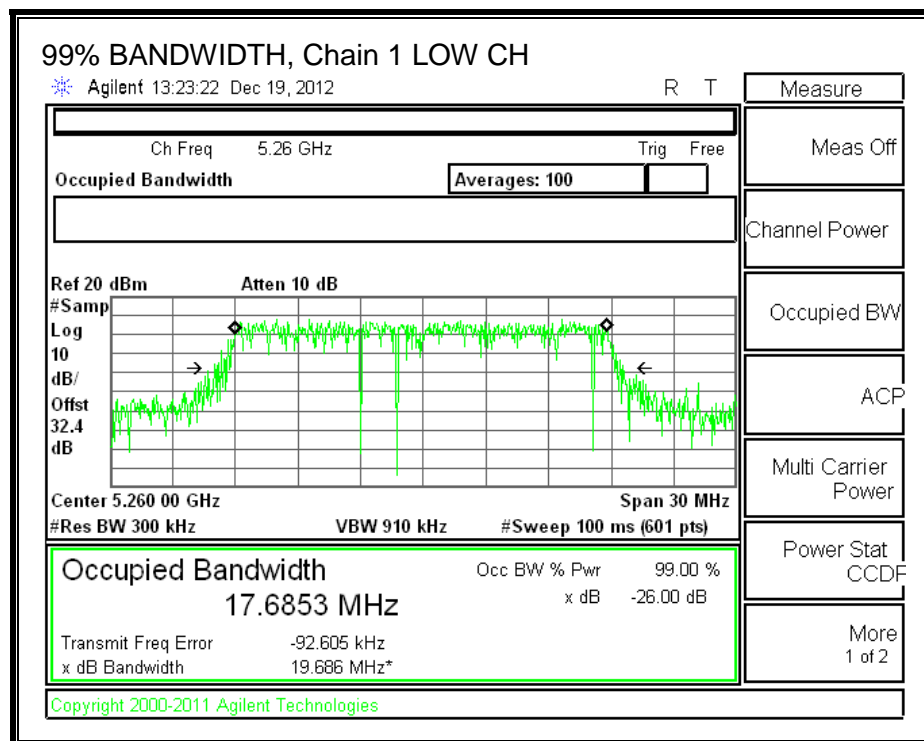 99% BANDWIDTH, Chain 1 LOW CH
Agilent 13:23:22 Dec 19, 2012 R T
Measure
Ch Freq 5.26 GHz Trig Free
Meas Off
Occupied Bandwidth Averages: 100
Channel Power
Ref 20 dBm Atten 10 dB
#Samp
Log
10
dB/
Offst
32.4
dB
Occupied BW
ACP
Multi Carrier
Power
Center 5.260 00 GHz Span 30 MHz
#Res BW 300 kHz VBW 910 kHz #Sweep 100 ms (601 pts)
Power Stat
CCDF
Occupied Bandwidth Occ BW % Pwr 99.00 %
17.6853 MHz x dB -26.00 dB
Transmit Freq Error -92.605 kHz
x dB Bandwidth 19.686 MHz*
More
1 of 2
Copyright 2000-2011 Agilent Technologies